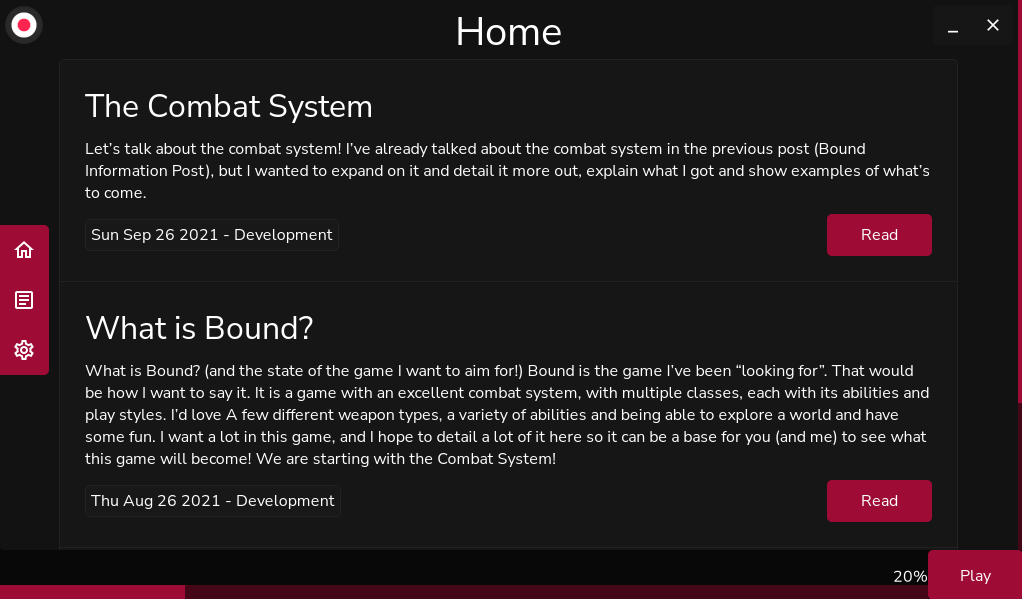 Home
The Combat System
Let’s talk about the combat system! I’ve already talked about the combat system in the previous post (Bound
Information Post), but I wanted to expand on it and detail it more out, explain what I got and show examples of what’s
to come.
Sun Sep 26 2021 - Development
Read
What is Bound?
What is Bound? (and the state of the game I want to aim for!) Bound is the game I’ve been “looking for”. That would
be how I want to say it. It is a game with an excellent combat system, with multiple classes, each with its abilities and
play styles. I’d love A few different weapon types, a variety of abilities and being able to explore a world and have
some fun. I want a lot in this game, and I hope to detail a lot of it here so it can be a base for you (and me) to see what
this game will become! We are starting with the Combat System!
Thu Aug 26 2021 - Development
Read
20%
Play